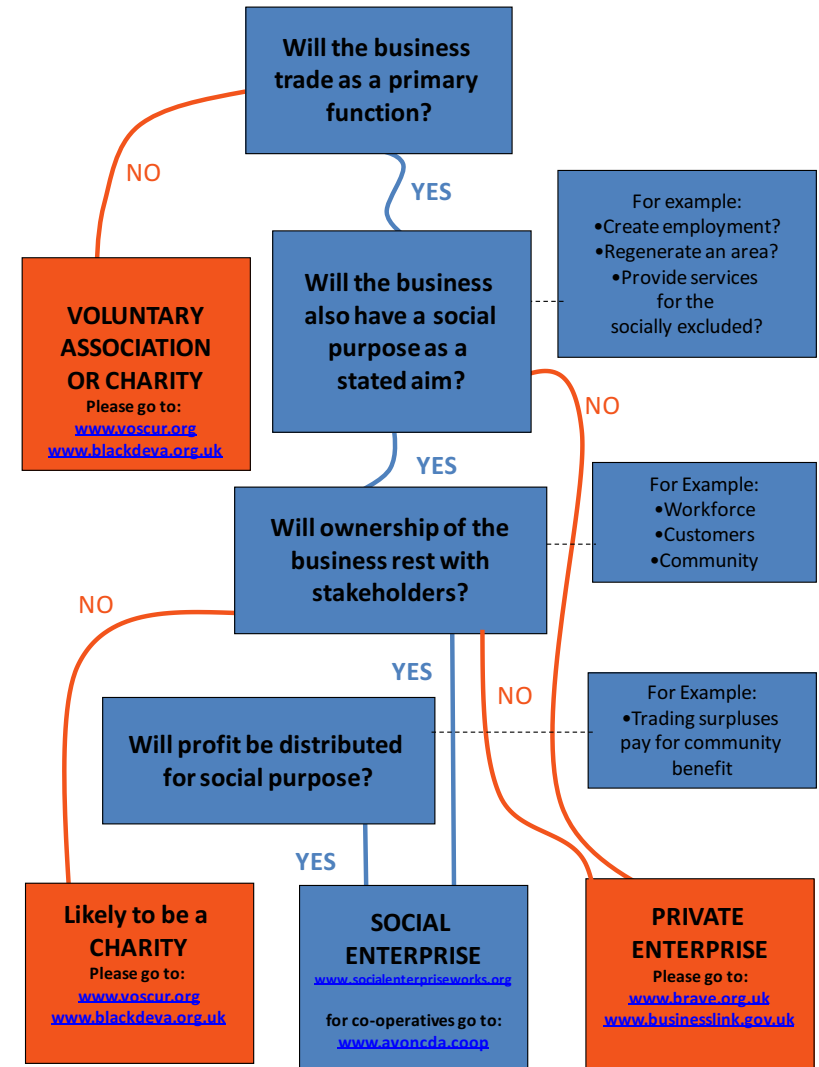 Will the business
trade as a primary
function?
NO
YES
For example:
•Create employment?
•Regenerate an area?
•Provide services
for the
socially excluded?
Will the business
also have a social
purpose as a
stated aim?
VOLUNTARY
ASSOCIATION
OR CHARITY
Please go to:
www.voscur.org
www.blackdeva.org.uk
NO
YES
For Example:
•Workforce
•Customers
•Community
Will ownership of the
business rest with
stakeholders?
NO
YES
NO
For Example:
•Trading surpluses
pay for community
benefit
Will profit be distributed
for social purpose?
YES
Likely to be a
CHARITY
Please go to:
www.voscur.org
www.blackdeva.org.uk
SOCIAL
ENTERPRISE
www.socialenterpriseworks.org
for co-operatives go to:
www.avoncda.coop
PRIVATE
ENTERPRISE
Please go to:
www.brave.org.uk
www.businesslink.gov.uk